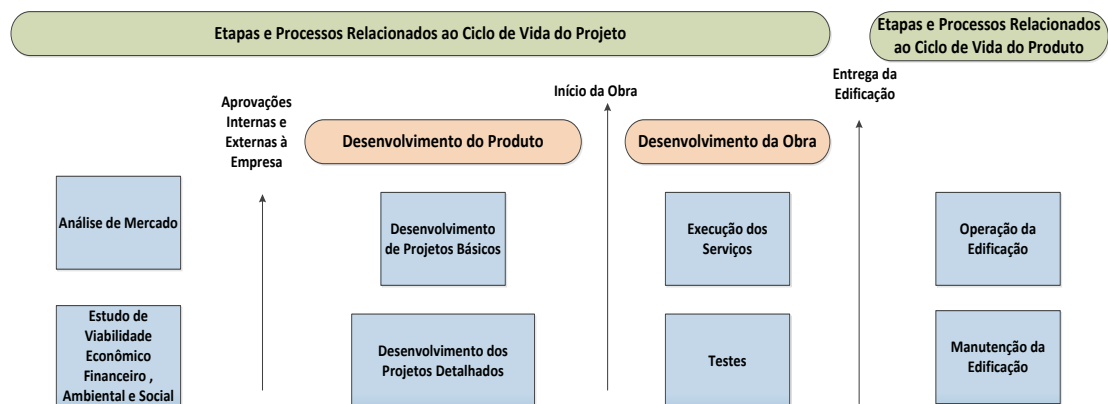 Etapas e Processos Relacionados ao Ciclo de Vida do Projeto
Etapas e Processos Relacionados
ao Ciclo de Vida do Produto
Aprovações
Internas e
Externas à
Empresa
Início da Obra
Entrega da
Edificação
Desenvolvimento do Produto
Desenvolvimento da Obra
Análise de Mercado
Desenvolvimento
de Projetos Básicos
Execução dos
Serviços
Operação da
Edificação
Estudo de
Viabilidade
Econômico
Financeiro ,
Ambiental e Social
Desenvolvimento dos
Projetos Detalhados
Testes
Manutenção da
Edificação